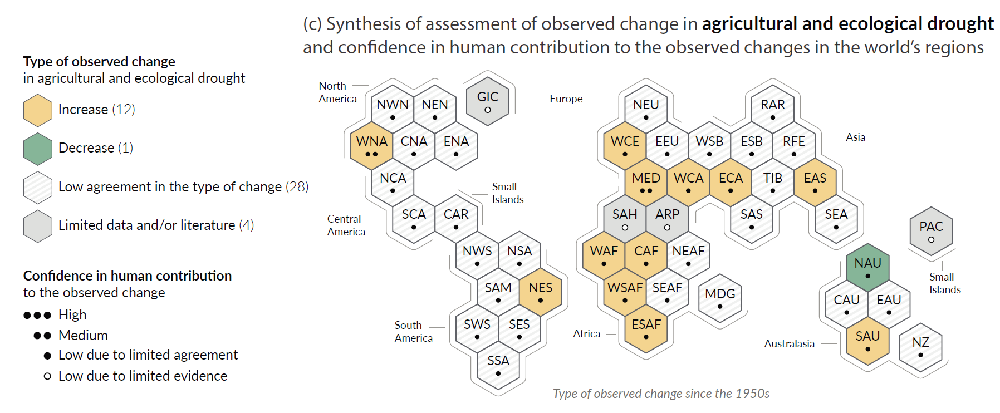 (c) Synthesis of assessment of observed change in agricultural and ecological drought
and confidence in human contribution to the observed changes in the world's regions
Type of observed change
in agricultural and ecological drought
Increase (12)
Decrease (1)
Low agreement in the type of change (28)
Limited data and/or literature (4)
Confidence in human contribution
to the observed change
High
Medium
Low due to limited agreement
Low due to limited evidence
North
America
NWN
NEN
GIC
WNA
CNA
ENA
NCA
Small
Islands
Central
America
SCA
CAR
NWS
NSA
SAM
NES
South
America
SWS
SES
SSA
Europe
NEU
RAR
WCE
EEU
WSB
ESB
RFE
Asia
MED
WCA
ECA
TIB
EAS
SAH
ARP
SAS
SEA
WAF
CAF
NEAF
WSAF
SEAF
MDG
Africa
ESAF
PAC
Small
Islands
NAU
CAU
EAU
Australasia
SAU
NZ
Type of observed change since the 1950s